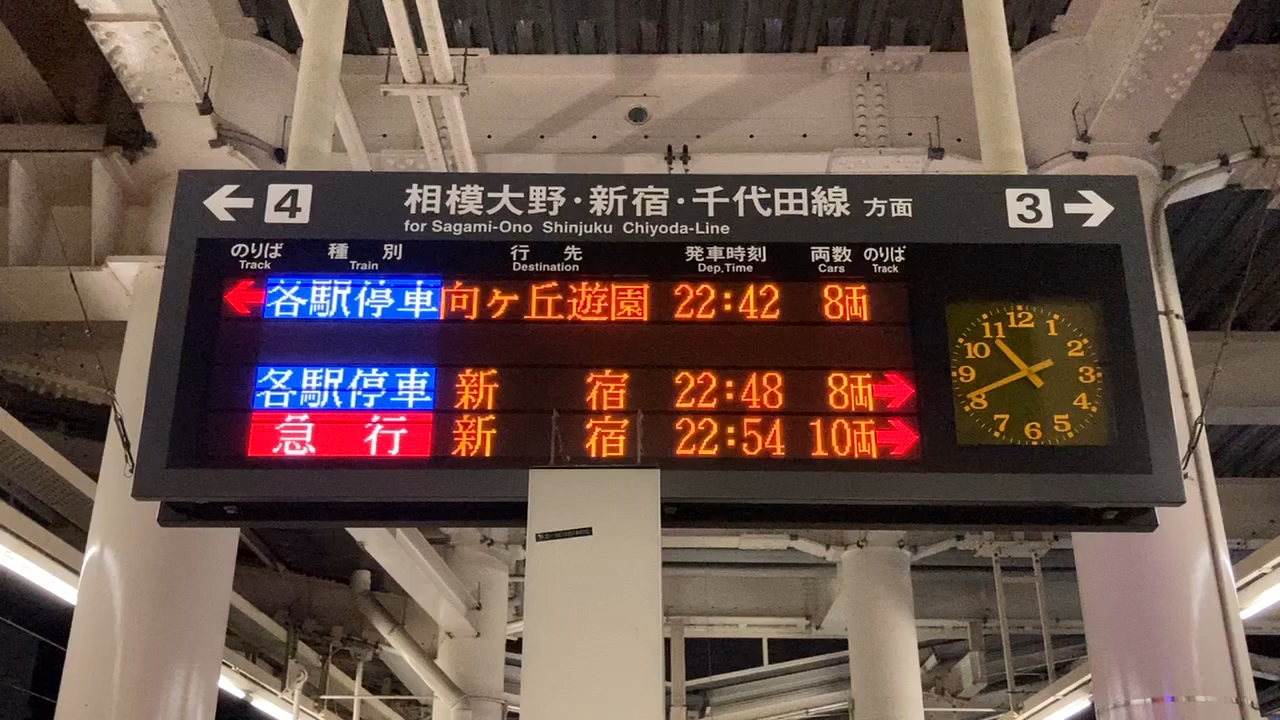 ← 4 相模大野・新宿・千代田線 方面 3 →
for Sagami-Ono Shinjuku Chiyoda-Line
のりば 種別 行先 発車時刻 両数 のりば
Track Train Destination Dep,Time Cars Track
← 各駅停車 向ヶ丘遊園 22:42 8両
各駅停車 新宿 22:48 8両 →
急行 新宿 22:54 10両 →
12 1 2 3 4 5 6 7 8 9 10 11